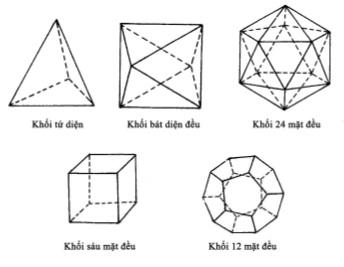 Khối tứ diện
Khối bát diện đều
Khối 24 mặt đều
Khối sáu mặt đều
Khối 12 mặt đều